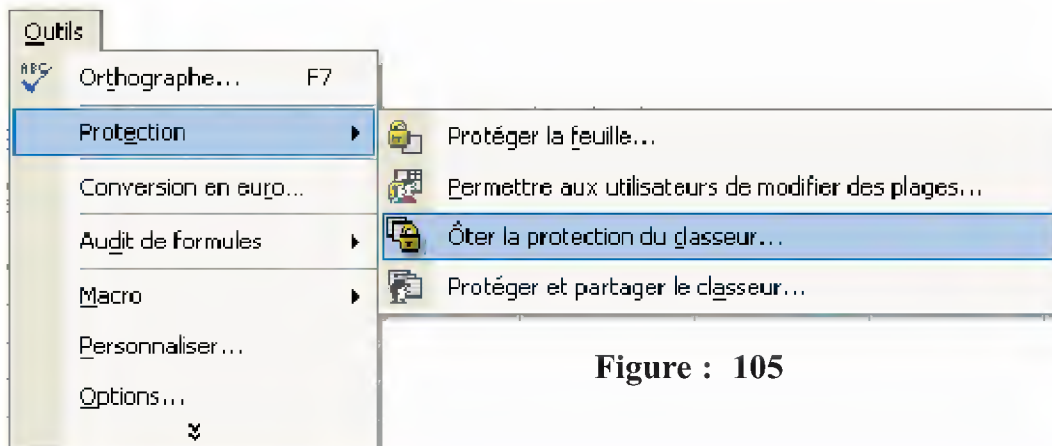 Outils
ABC
Orthographe... F7
Protection
Conversion en euro...
Audit de formules
Macro
Personnaliser...
Options...
Protéger la feuille...
Permettre aux utilisateurs de modifier des plages...
Ôter la protection du classeur...
Protéger et partager le classeur...
Figure : 105